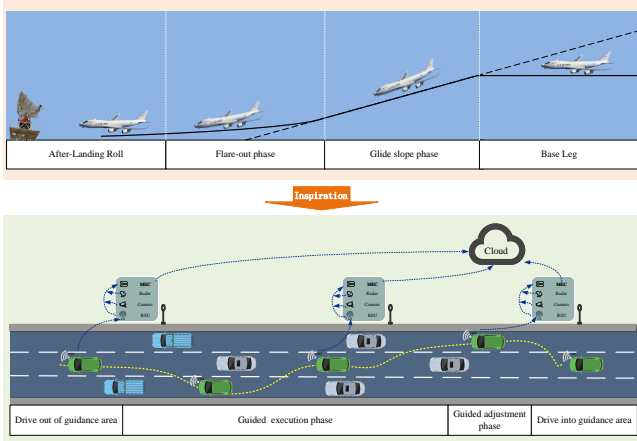 After-Landing Roll
Flare-out phase
Glide slope phase
Base Leg
Inspiration
Cloud
MEC
Radar
Camera
RSU
MEC
Radar
Camera
RSU
MEC
Radar
Camera
RSU
Drive out of guidance area
Guided execution phase
Guided adjustment
phase
Drive into guidance area